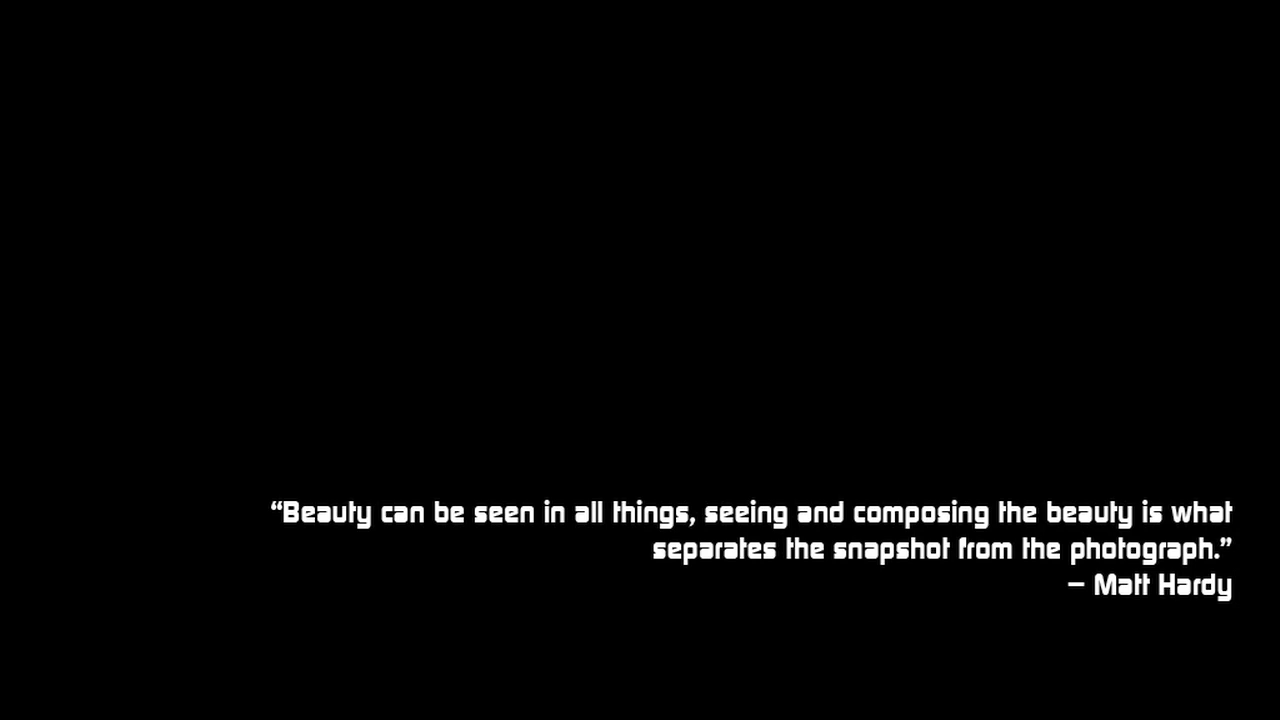 “Beauty can be seen in all things, seeing and composing the beauty is what
separates the snapshot from the photograph.”
– Matt Hardy